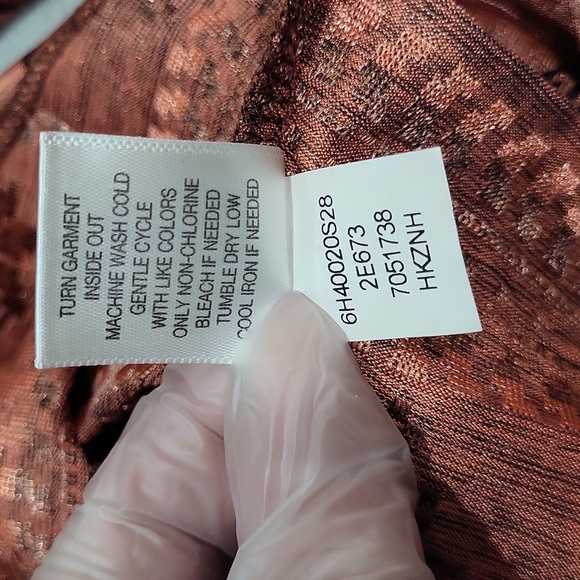 TURN GARMENT
INSIDE OUT
MACHINE WASH COLD
GENTLE CYCLE
WITH LIKE COLORS
ONLY NON-CHLORINE
BLEACH IF NEEDED
TUMBLE DRY LOW
COOL IRON IF NEEDED
6H40020S28
2E673
7051738
HKZNH